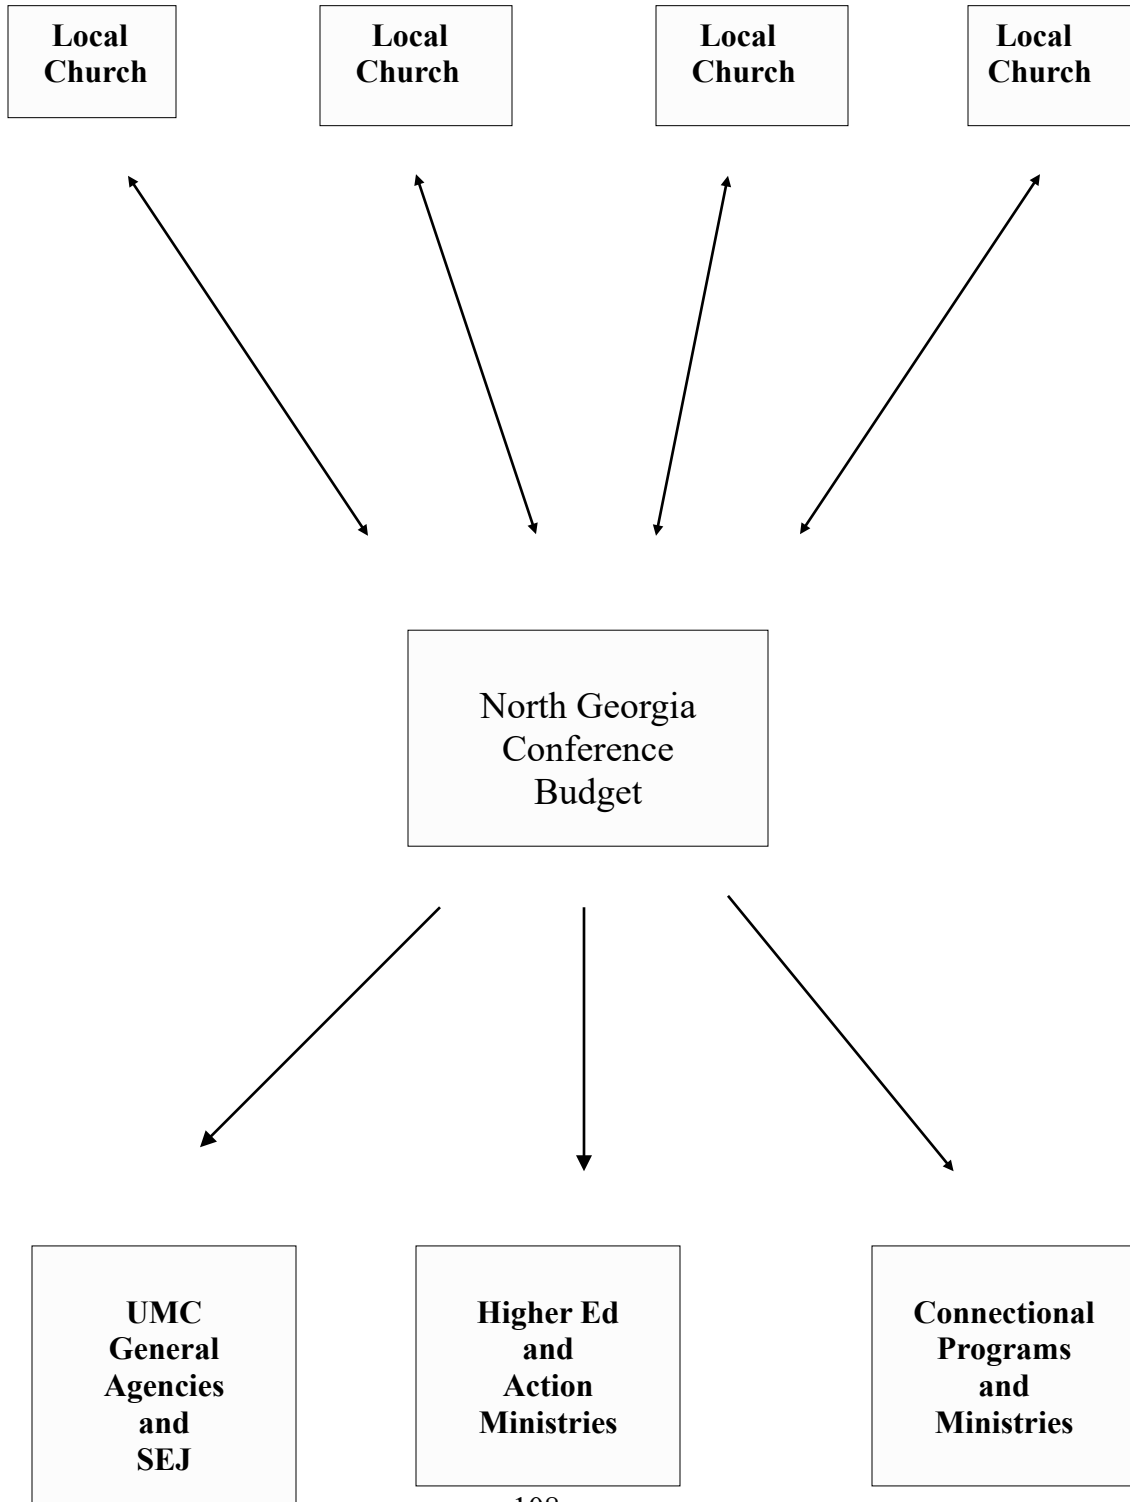 Local
Church
Local
Church
Local
Church
Local
Church
North Georgia
Conference
Budget
UMC
General
Agencies
and
SEJ
Higher Ed
and
Action
Ministries
Connectional
Programs
and
Ministries
108